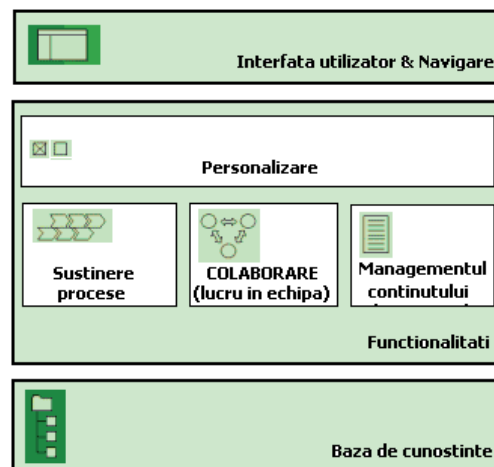 Interfata utilizator & Navigare
Personalizare
Sustinere
procese
COLABORARE
(lucru in echipa)
Managementul
continutului
Functionalitati
Baza de cunostinte